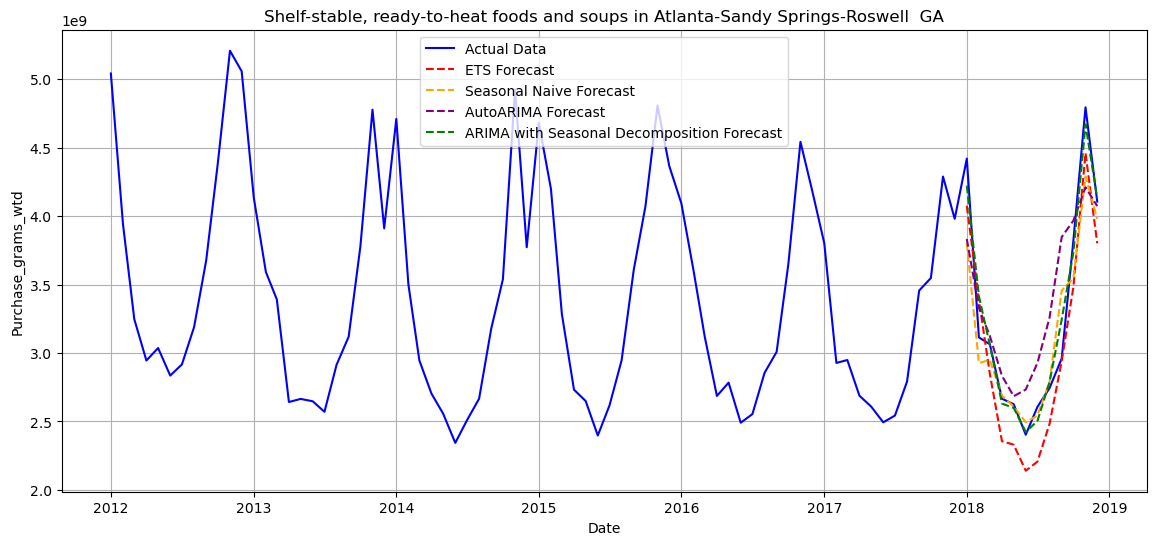 Shelf-stable, ready-to-heat foods and soups in Atlanta-Sandy Springs-Roswell  GA
1e9
Actual Data
ETS Forecast
Seasonal Naive Forecast
AutoARIMA Forecast
ARIMA with Seasonal Decomposition Forecast
Purchase_grams_wtd
5.0
4.5
4.0
3.5
3.0
2.5
2.0
2012 2013 2014 2015 2016 2017 2018 2019
Date